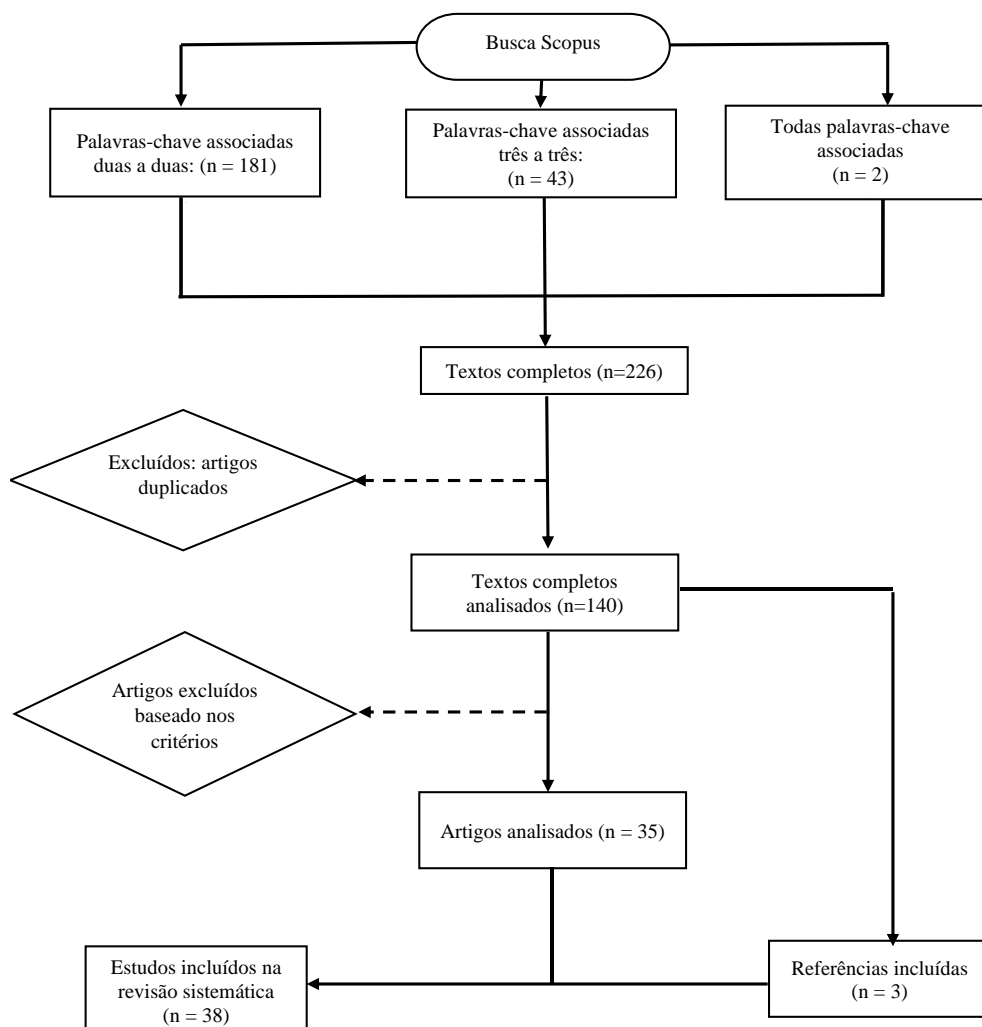 Busca Scopus
Palavras-chave associadas
duas a duas: (n = 181)
Palavras-chave associadas
três a três:
(n = 43)
Todas palavras-chave
associadas
(n = 2)
Textos completos (n=226)
Excluídos: artigos
duplicados
Textos completos
analisados (n=140)
Artigos excluídos
baseado nos
critérios
Artigos analisados (n = 35)
Estudos incluídos na
revisão sistemática
(n = 38)
Referências incluídas
(n = 3)